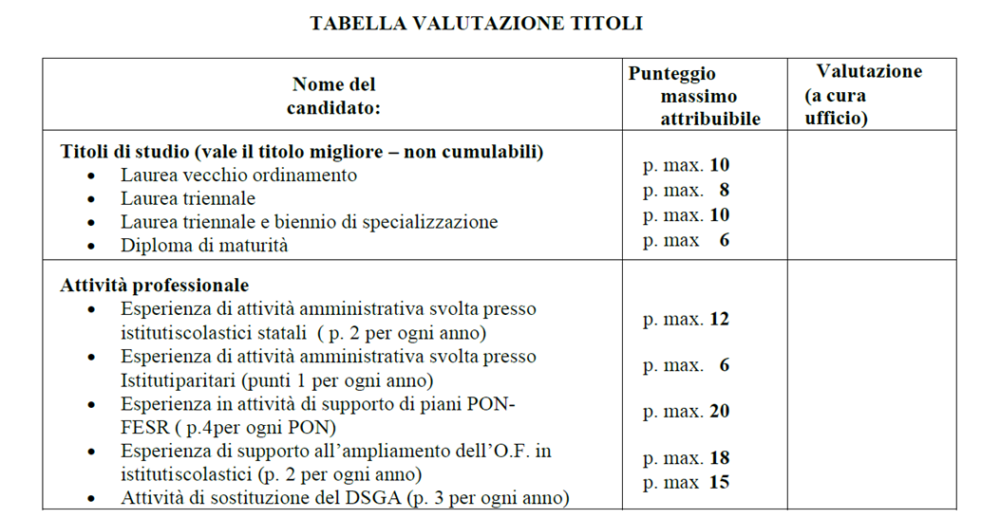 TABELLA VALUTAZIONE TITOLI
Nome del
candidato:
Punteggio
massimo
attribuibile
Valutazione
(a cura
ufficio)
Titoli di studio (vale il titolo migliore – non cumulabili)
• Laurea vecchio ordinamento
• Laurea triennale
• Laurea triennale e biennio di specializzazione
• Diploma di maturità
p. max. 10
p. max. 8
p. max. 10
p. max 6
Attività professionale
• Esperienza di attività amministrativa svolta presso
istitutiscolastici statali ( p. 2 per ogni anno)
• Esperienza di attività amministrativa svolta presso
Istitutiparitari (punti 1 per ogni anno)
• Esperienza in attività di supporto di piani PON-
FESR ( p.4per ogni PON)
• Esperienza di supporto all’ampliamento dell’O.F. in
istitutiscolastici (p. 2 per ogni anno)
• Attività di sostituzione del DSGA (p. 3 per ogni anno)
p. max. 12
p. max. 6
p. max. 20
p. max. 18
p. max 15